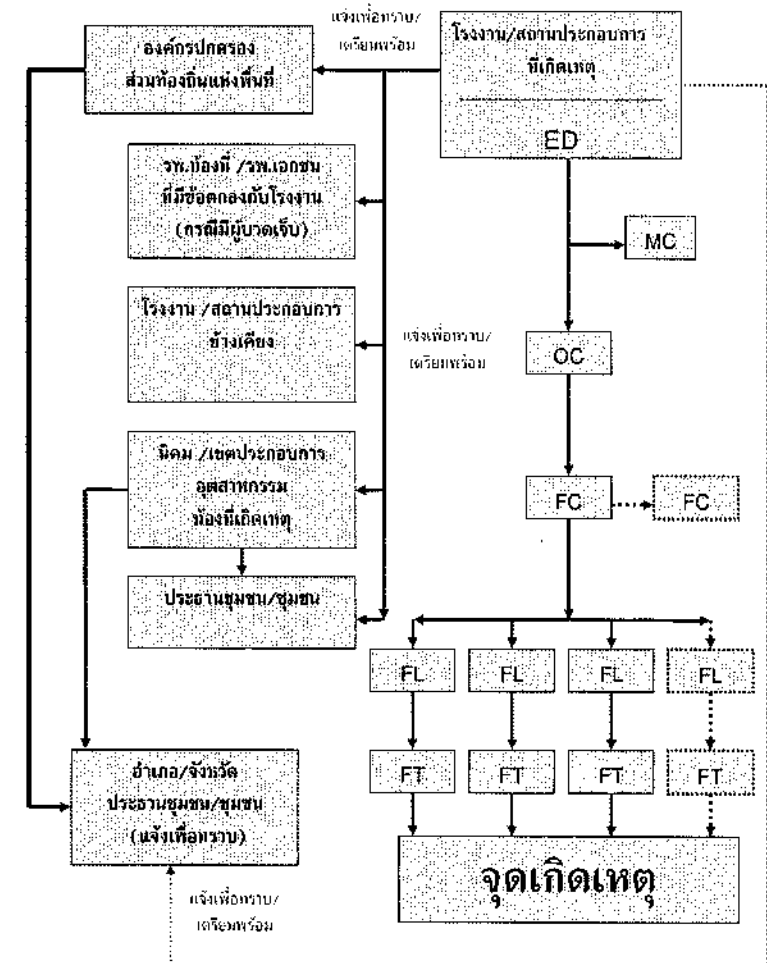 แจ้งเพื่อทราบ/
เตรียมพร้อม
องค์กรปกครอง
ส่วนท้องถิ่นแห่งพื้นที่
โรงงาน/สถานประกอบการ
ที่เกิดเหตุ
ED
รพ.ท้องที่ /รพ.เอกชน
ที่มีข้อตกลงกับโรงงาน
(กรณีมีผู้บาดเจ็บ)
MC
โรงงาน /สถานประกอบการ
ข้างเคียง
แจ้งเพื่อทราบ/
เตรียมพร้อม
OC
นิคม /เขตประกอบการ
อุตสาหกรรม
ท้องที่เกิดเหตุ
FC
FC
ประธานชุมชน/ชุมชน
FL
FL
FL
FL
FT
FT
FT
FT
อำเภอ/จังหวัด
ประธานชุมชน/ชุมชน
(แจ้งเพื่อทราบ)
จุดเกิดเหตุ
แจ้งเพื่อทราบ/
เตรียมพร้อม